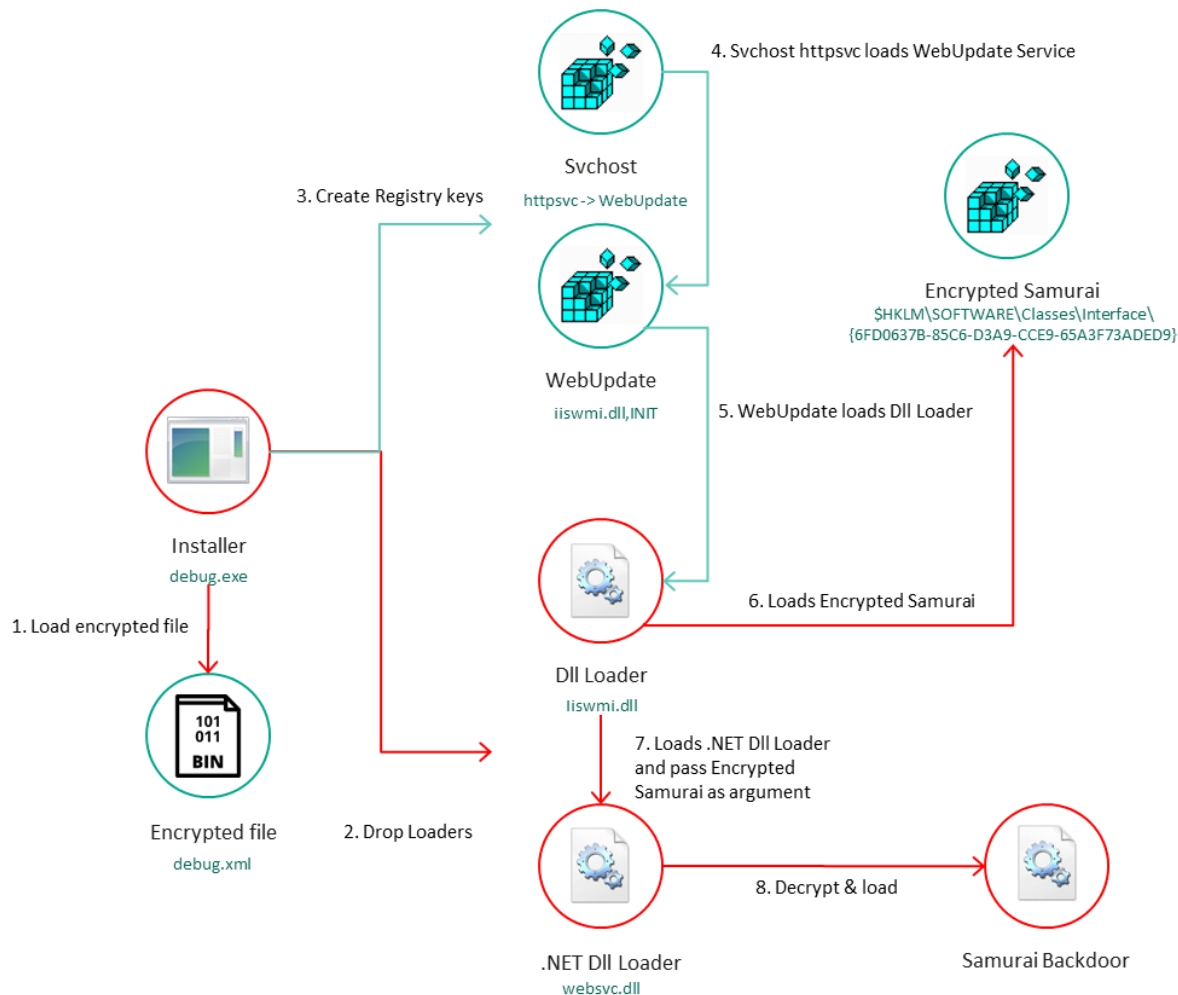 4. Svchost httpsvc loads WebUpdate Service
Svchost
httpsvc -> WebUpdate
3. Create Registry keys
Encrypted Samurai
$HKLM\SOFTWARE\Classes\Interface\
{6FD0637B-85C6-D3A9-CCE9-65A3F73ADED9}
WebUpdate
iiswmi.dll,INIT
5. WebUpdate loads Dll Loader
Installer
debug.exe
1. Load encrypted file
6. Loads Encrypted Samurai
Dll Loader
Iiswmi.dll
101
011
BIN
7. Loads .NET Dll Loader
and pass Encrypted
Samurai as argument
Encrypted file
debug.xml
2. Drop Loaders
8. Decrypt & load
.NET Dll Loader
websvc.dll
Samurai Backdoor